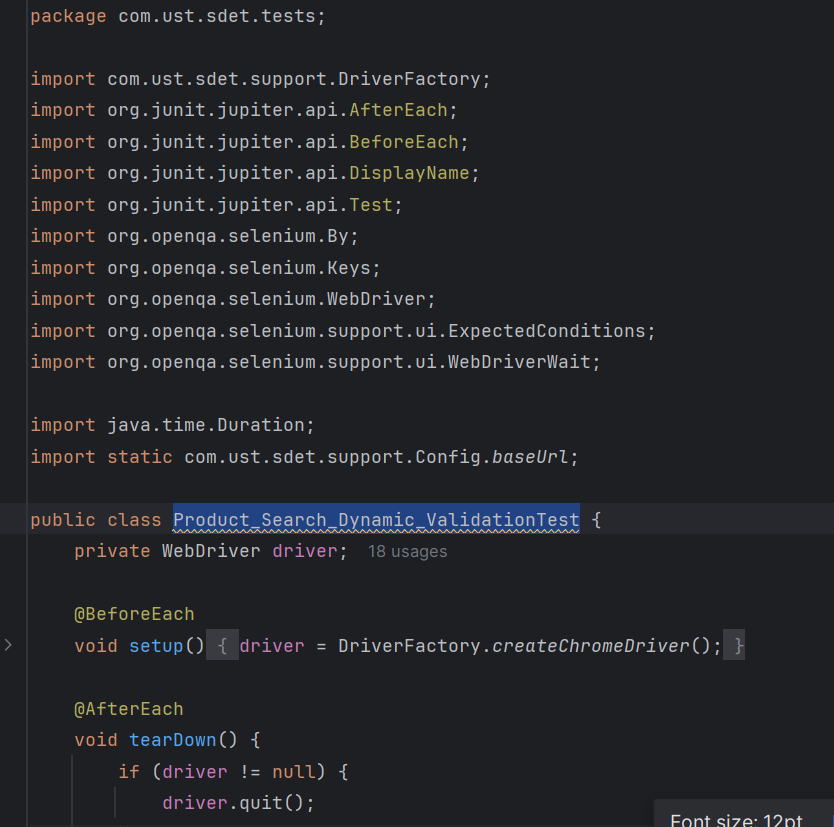 package com.ust.sdet.tests;
import com.ust.sdet.support.DriverFactory;
import org.junit.jupiter.api.AfterEach;
import org.junit.jupiter.api.BeforeEach;
import org.junit.jupiter.api.DisplayName;
import org.junit.jupiter.api.Test;
import org.openqa.selenium.By;
import org.openqa.selenium.Keys;
import org.openqa.selenium.WebDriver;
import org.openqa.selenium.support.ui.ExpectedConditions;
import org.openqa.selenium.support.ui.WebDriverWait;
import java.time.Duration;
import static com.ust.sdet.support.Config.baseUrl;
public class Product_Search_Dynamic_ValidationTest {
private WebDriver driver; 18 usages
@BeforeEach
void setup() { driver = DriverFactory.createChromeDriver(); }
@AfterEach
void tearDown() {
if (driver != null) {
driver.quit();
Font size: 12pt